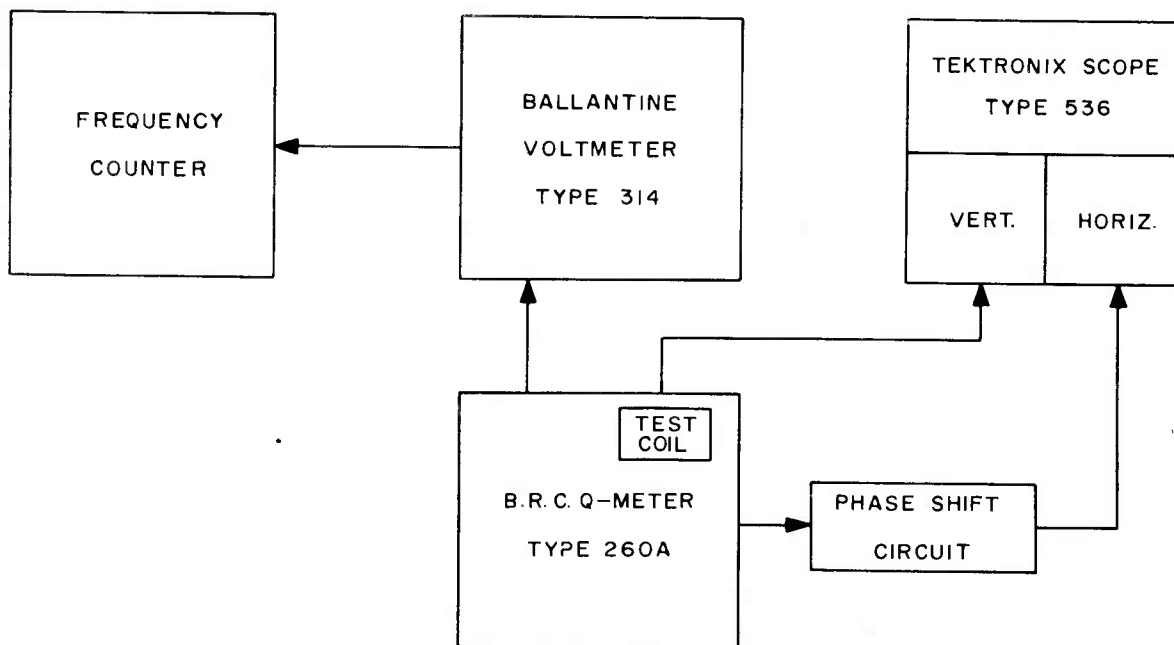 FREQUENCY
COUNTER
BALLANTINE
VOLTMETER
TYPE 314
TEKTRONIX SCOPE
TYPE 536
VERT.
HORIZ.
TEST
COIL
B.R.C. Q-METER
TYPE 260A
PHASE SHIFT
CIRCUIT